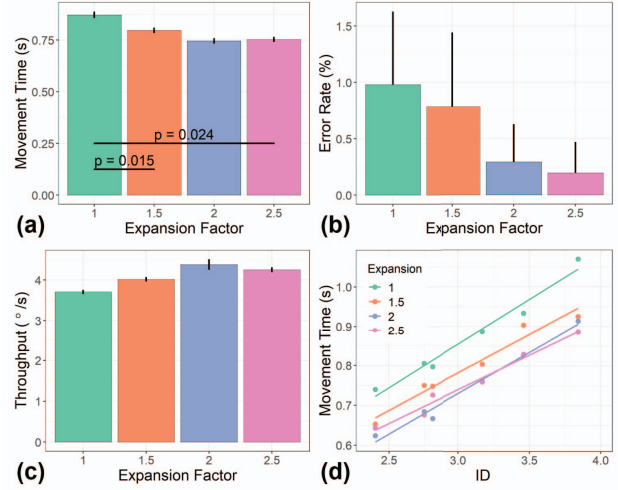 Movement Time (s)
0.75
0.50
0.25
0.00
p = 0.024
p = 0.015
1
1.5
2
2.5
(a)
Expansion Factor
Error Rate (%)
1.5
1.0
0.5
0.0
1
1.5
2
2.5
(b)
Expansion Factor
Throughput (°/s)
4
3
2
1
0
1
1.5
2
2.5
(c)
Expansion Factor
Movement Time (s)
1.0
0.9
0.8
0.7
0.6
Expansion
1
1.5
2
2.5
2.5
3.0
3.5
4.0
(d)
ID